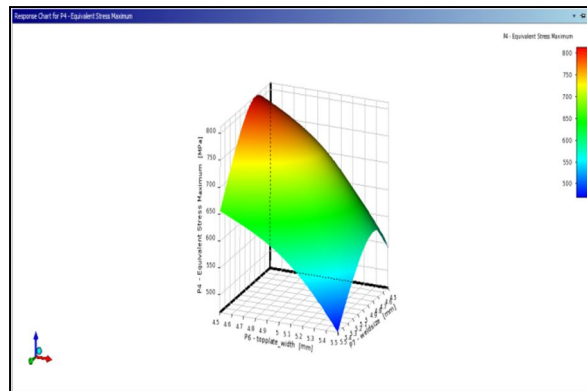 Response Chart for P4 - Equivalent Stress Maximum
P4 - Equivalent Stress Maximum
800
750
700
650
600
550
500
P4 - Equivalent Stress Maximum [MPa]
800
750
700
650
600
550
500
4.5 4.6 4.7 4.8 4.9 5 5.1 5.2 5.3 5.4 5.5
P6 - topplate_width [mm]
P7 - weldsize [mm]